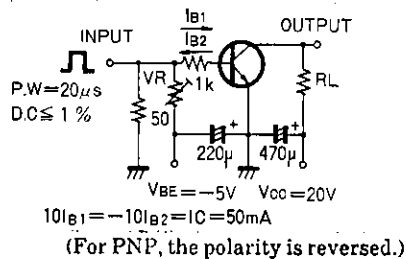 IB1
IB2
INPUT
OUTPUT
P.W=20μs
D.C≦1%
VR
1k
50
RL
220μ
+
470μ
+
VBE=−5V
VCC=20V
10IB1=−10IB2=IC=50mA
(For PNP, the polarity is reversed.)